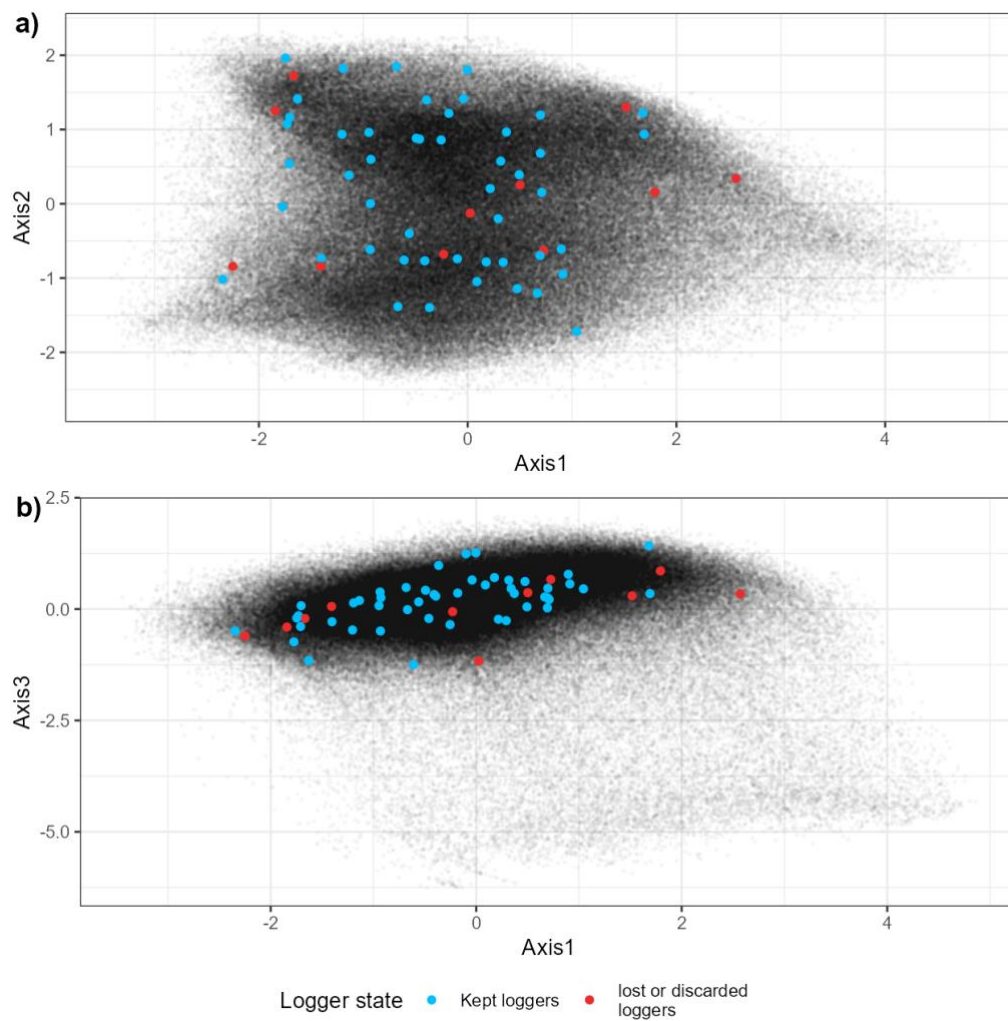 a)
2
1
0
-1
-2
Axis2
-2 0 2 4
Axis1
b)
2.5
0.0
-2.5
-5.0
Axis3
-2 0 2 4
Axis1
Logger state Kept loggers lost or discarded
loggers